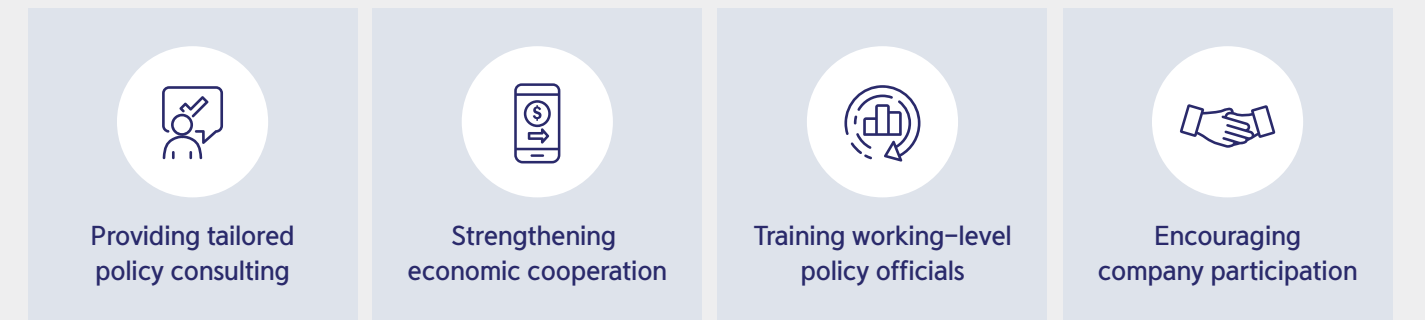 Providing tailored
policy consulting
Strengthening
economic cooperation
Training working-level
policy officials
Encouraging
company participation
$